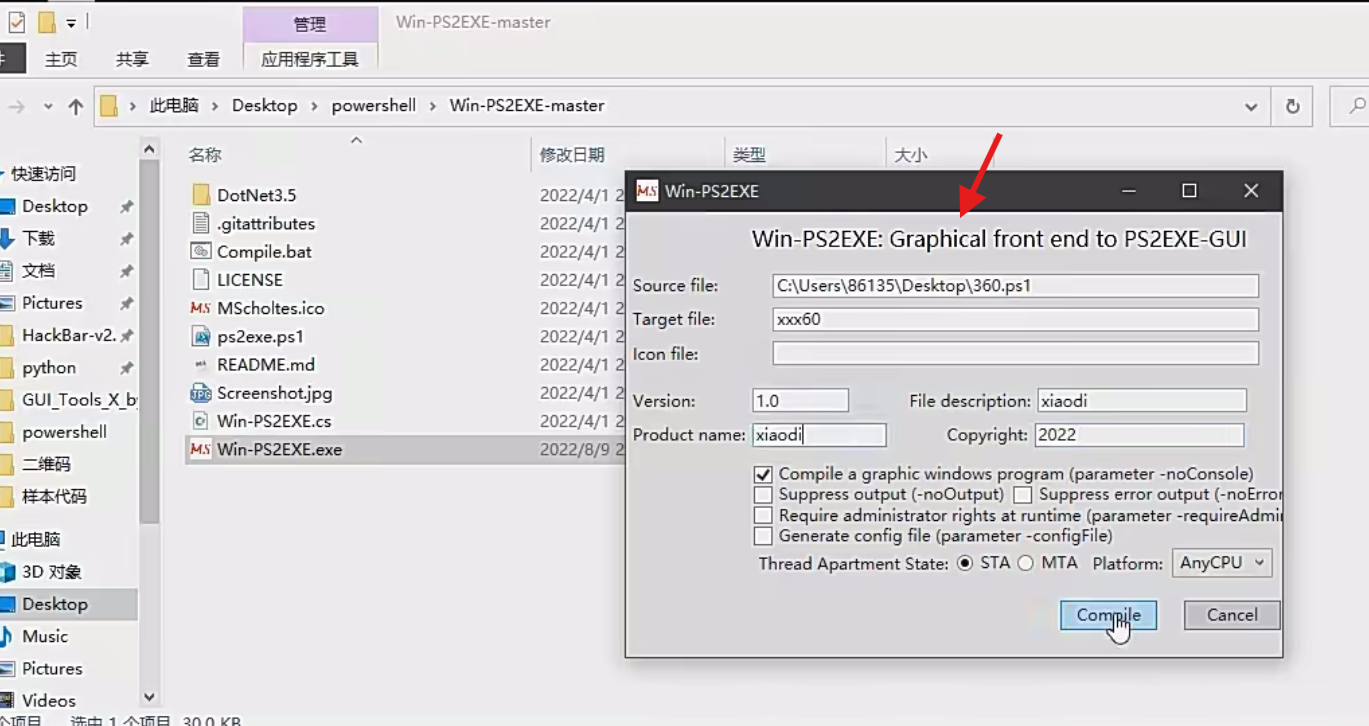 管理
Win-PS2EXE-master
主页 共享 查看 应用程序工具
此电脑 Desktop powershell Win-PS2EXE-master
名称 修改日期 类型 大小
快速访问
Desktop
下载
文档
Pictures
HackBar-v2.
python
GUI_Tools_X_b
powershell
二维码
样本代码
此电脑
3D 对象
Desktop
Music
Pictures
Videos
DotNet3.5 2022/4/1 2
.gitattributes 2022/4/1 2
Compile.bat 2022/4/1 2
LICENSE 2022/4/1 2
MScholtes.ico 2022/4/1 2
ps2exe.ps1 2022/4/1 2
README.md 2022/4/1 2
Screenshot.jpg 2022/4/1 2
Win-PS2EXE.cs 2022/4/1 2
Win-PS2EXE.exe 2022/8/9 2
MS Win-PS2EXE
Win-PS2EXE: Graphical front end to PS2EXE-GUI
Source file: C:\Users\86135\Desktop\360.ps1
Target file: xxx60
Icon file:
Version: 1.0 File description: xiaodi
Product name: xiaodi Copyright: 2022
Compile a graphic windows program (parameter -noConsole)
Suppress output (-noOutput) Suppress error output (-noError
Require administrator rights at runtime (parameter -requireAdmi
Generate config file (parameter -configFile)
Thread Apartment State: STA MTA Platform: AnyCPU
Compile Cancel
个项目 选中 1 个项目 30.0 KB